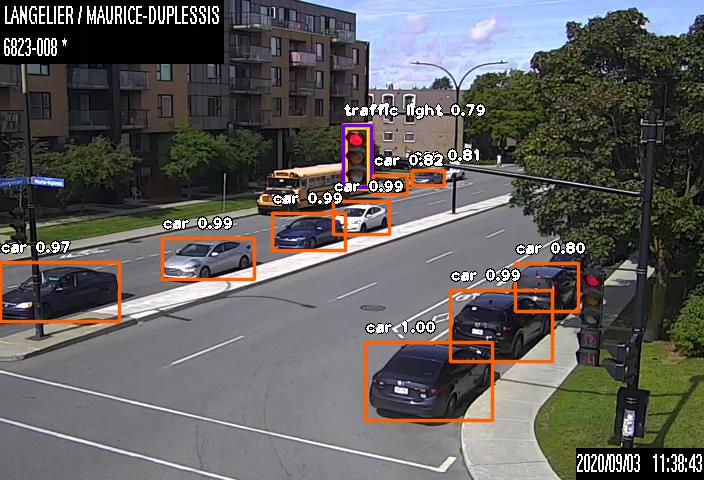 LANGELIER / MAURICE-DUPLESSIS
6823-008 *
traffic light 0.79
car 0.82
0.81
car 0.99
car 0.99
car 0.99
car 0.97
car 0.80
car 0.99
car 1.00
2020/09/03 11:38:43